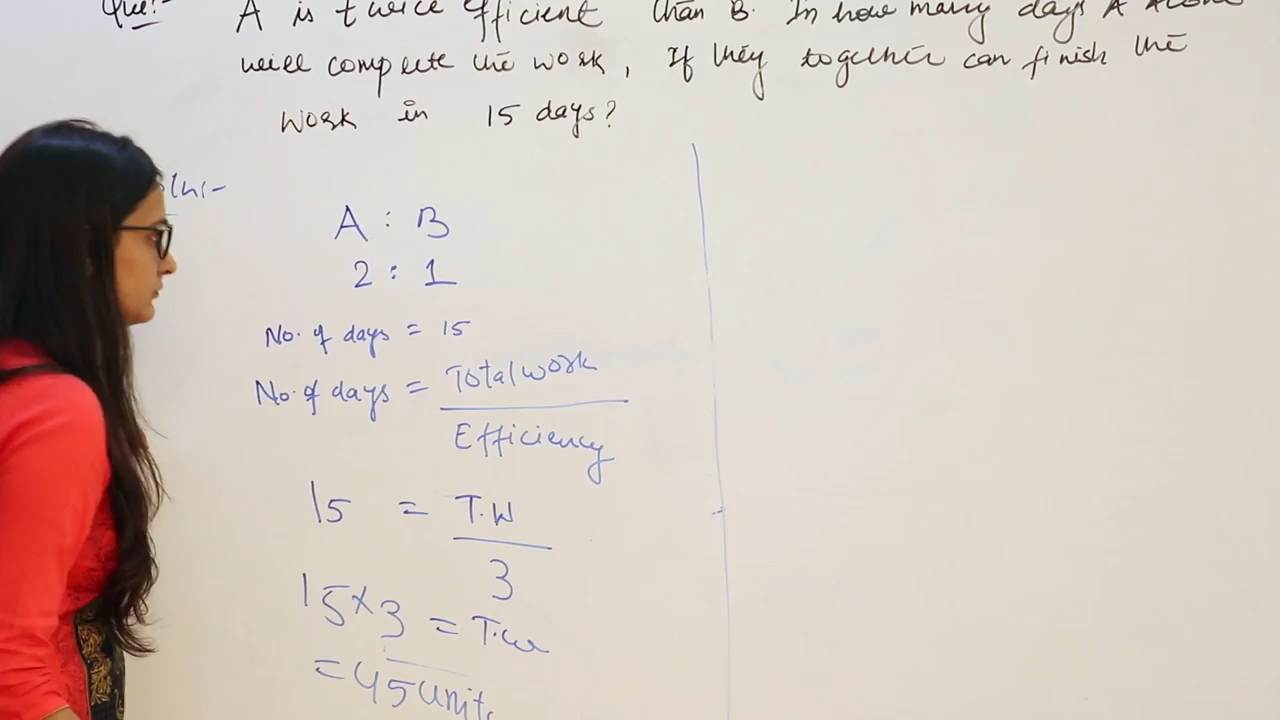 Que:-
A is twice efficient than B. In how many days A Alone
will complete the work, If they together can finish the
work in 15 days?
A : B
2 : 1
No. of days = 15
No. of days = Total work
Efficiency
15 = T.W
3
15×3 = T.W
= 45 units